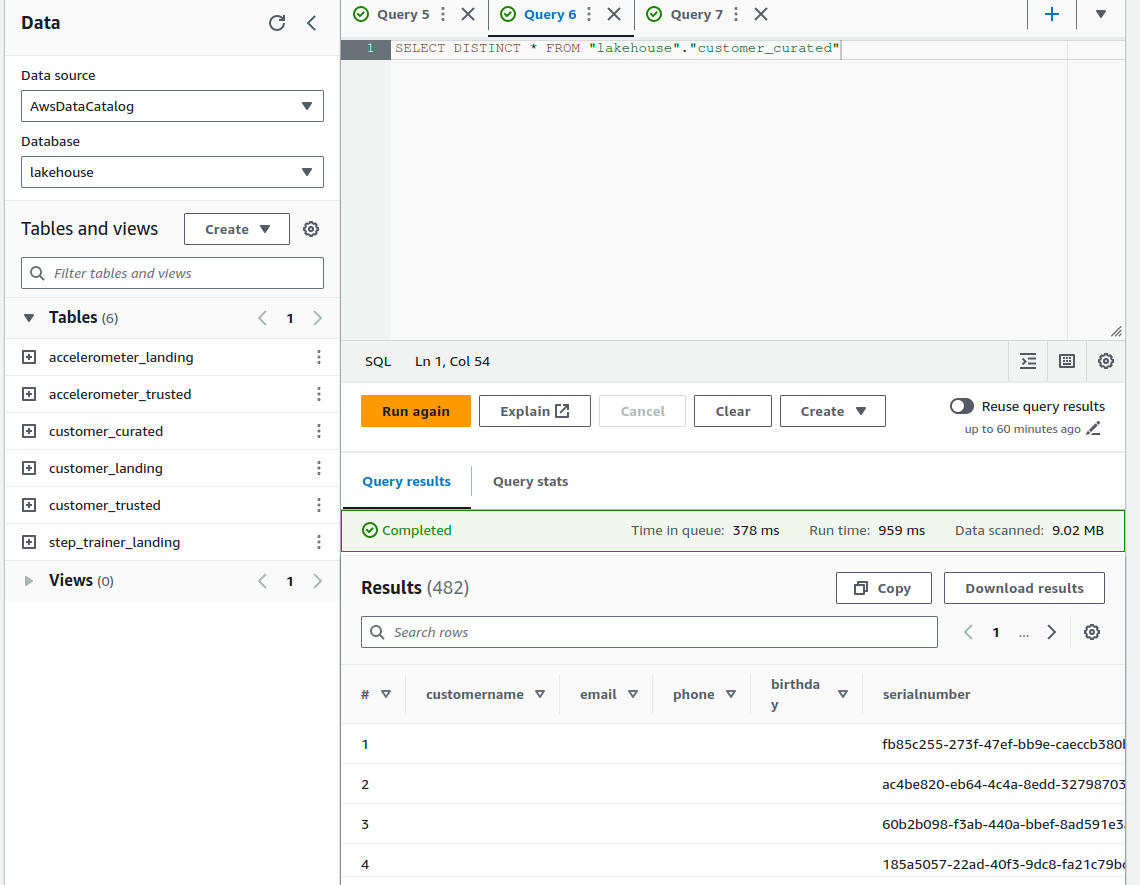 Data
Data source
AwsDataCatalog
Database
lakehouse
Tables and views
Create
Filter tables and views
Tables (6)
1
accelerometer_landing
accelerometer_trusted
customer_curated
customer_landing
customer_trusted
step_trainer_landing
Views (0)
1
Query 5
Query 6
Query 7
1 SELECT DISTINCT * FROM "lakehouse"."customer_curated"
SQL Ln 1, Col 54
Run again Explain Cancel Clear Create
Reuse query results
up to 60 minutes ago
Query results Query stats
Completed Time in queue: 378 ms Run time: 959 ms Data scanned: 9.02 MB
Results (482) Copy Download results
Search rows 1 ...
# customername email phone birthda
y serialnumber
1 fb85c255-273f-47ef-bb9e-caeccb380
2 ac4be820-eb64-4c4a-8edd-32798703
3 60b2b098-f3ab-440a-bbef-8ad591e3
4 185a5057-22ad-40f3-9dc8-fa21c79b